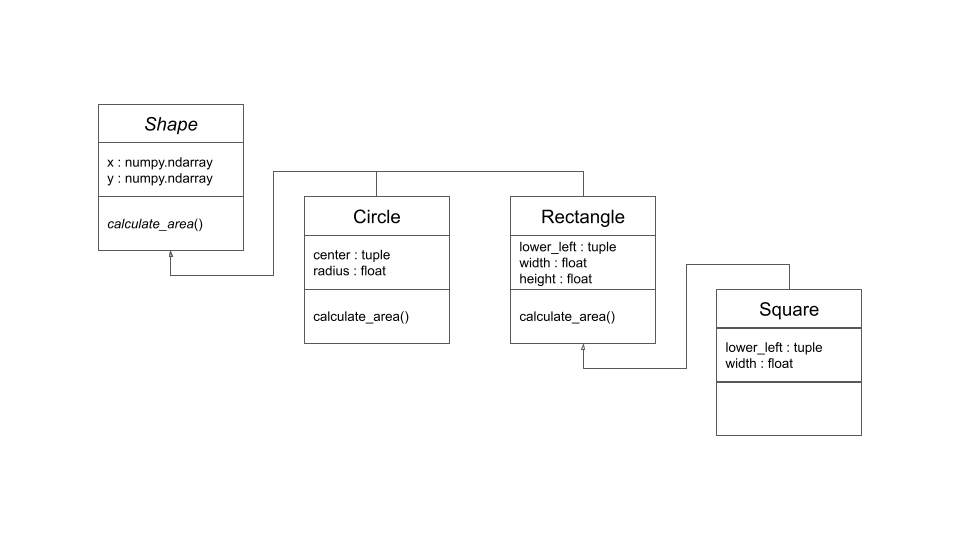 Shape
x : numpy.ndarray
y : numpy.ndarray
calculate_area()
Circle
center : tuple
radius : float
calculate_area()
Rectangle
lower_left : tuple
width : float
height : float
calculate_area()
Square
lower_left : tuple
width : float